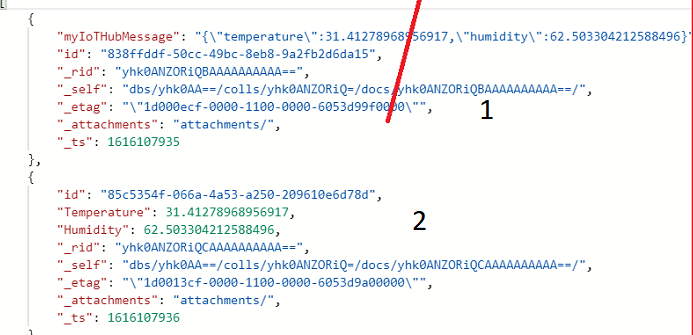 [
{
"myIoTHubMessage": "{\"temperature\":31.41278968956917,\"humidity\":62.503304212588496}"
"id": "838ffddf-50cc-49bc-8eb8-9a2fb2d6da15",
"_rid": "yhk0ANZORiQBAAAAAAAAAA==",
"_self": "dbs/yhk0AA==/colls/yhk0ANZORiQ=/docs/yhk0ANZORiQBAAAAAAAAAA==/",
"_etag": "\"1d000ecf-0000-1100-0000-6053d99f0000\"",
"_attachments": "attachments/",
"_ts": 1616107935
},
1
{
"id": "85c5354f-066a-4a53-a250-209610e6d78d",
"Temperature": 31.41278968956917,
"Humidity": 62.503304212588496,
"_rid": "yhk0ANZORiQCAAAAAAAAAA==",
"_self": "dbs/yhk0AA==/colls/yhk0ANZORiQ=/docs/yhk0ANZORiQCAAAAAAAAAA==/",
"_etag": "\"1d0013cf-0000-1100-0000-6053d9a00000\"",
"_attachments": "attachments/",
"_ts": 1616107936
}
2